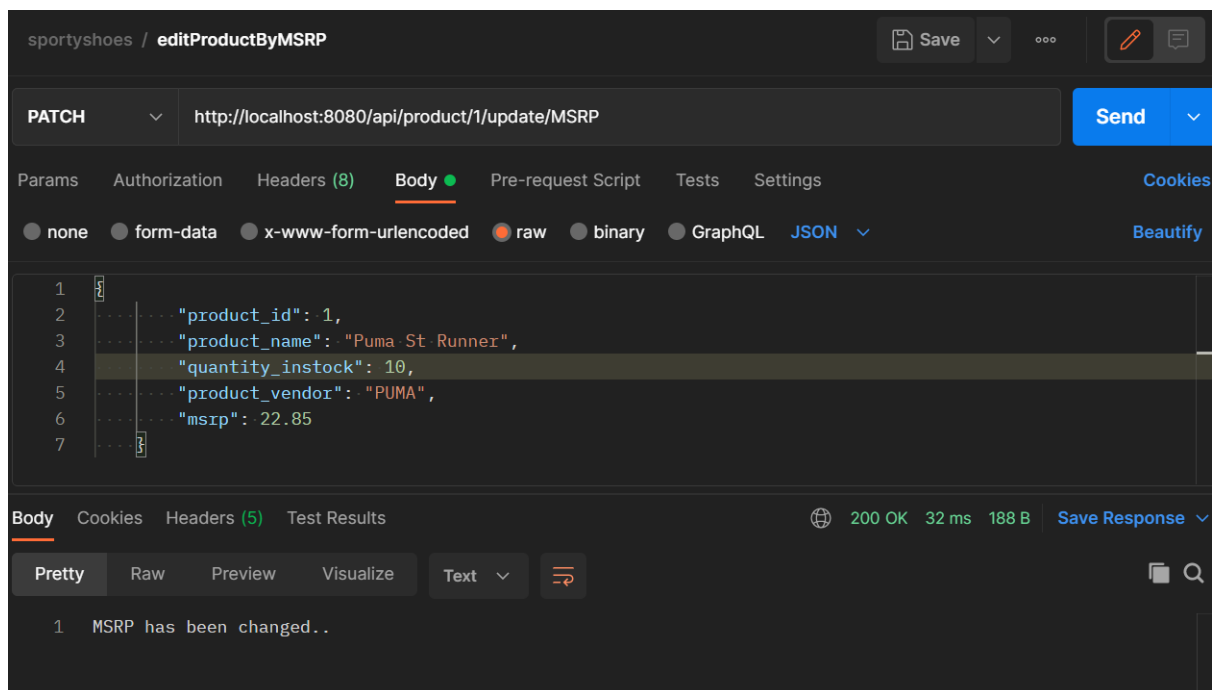 sportyshoes / editProductByMSRP Save ooo
PATCH http://localhost:8080/api/product/1/update/MSRP Send
Params Authorization Headers (8) Body Pre-request Script Tests Settings Cookies
none form-data x-www-form-urlencoded raw binary GraphQL JSON Beautify
1 {
2 "product_id": 1,
3 "product_name": "Puma St Runner",
4 "quantity_instock": 10,
5 "product_vendor": "PUMA",
6 "msrp": 22.85
7 }
Body Cookies Headers (5) Test Results 200 OK 32 ms 188 B Save Response
Pretty Raw Preview Visualize Text
1 MSRP has been changed..